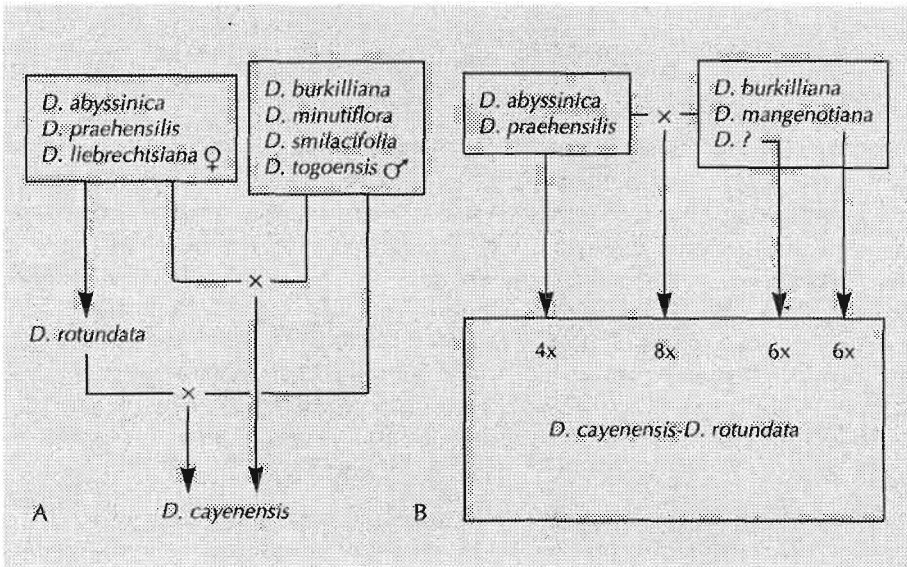 D. abyssinica
D. praehensilis
D. liebrechtsiana ♀
D. burkilliana
D. minutiflora
D. smilacifolia
D. togoensis ♂
×
D. rotundata
×
D. cayenensis
A
D. abyssinica
D. praehensilis
×
D. burkilliana
D. mangenotiana
D. ?
4x 8x 6x 6x
D. cayenensis-D. rotundata
B